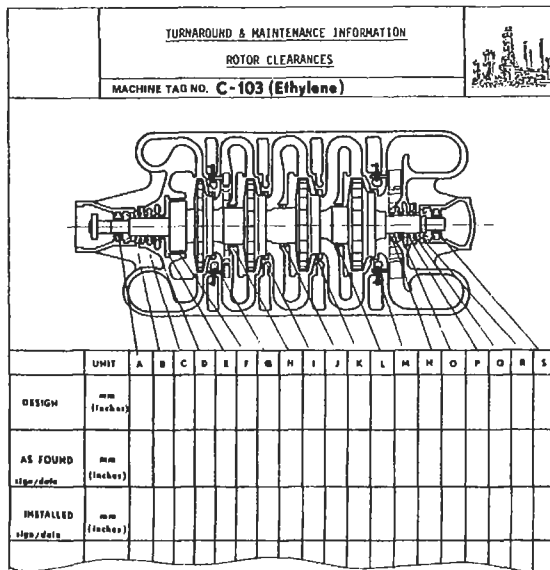 TURNAROUND & MAINTENANCE INFORMATION
ROTOR CLEARANCES
MACHINE TAG NO. C-103 (Ethylene)
UNIT A B C D E F G H I J K L M N O P Q R S
DESIGN mm (Inches)
AS FOUND sign/date mm (inches)
INSTALLED sign/date mm (inches)